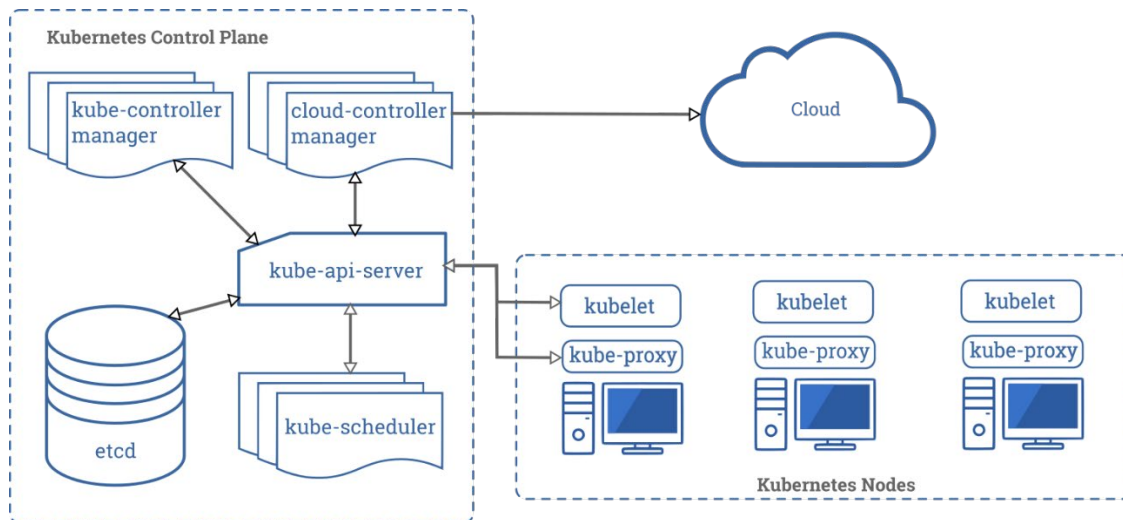 Kubernetes Control Plane
kube-controller
manager
cloud-controller
manager
Cloud
kube-api-server
kubelet
kubelet
kubelet
kube-proxy
kube-proxy
kube-proxy
etcd
kube-scheduler
Kubernetes Nodes